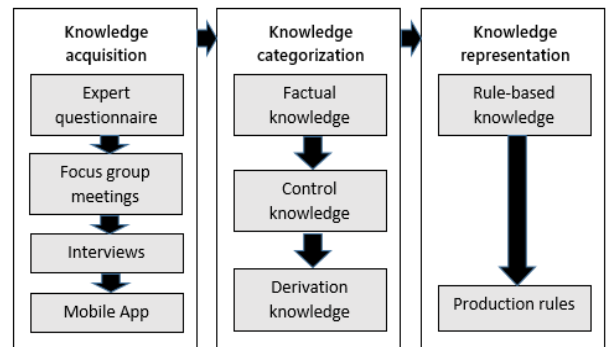 Knowledge
acquisition
Expert
questionnaire
Focus group
meetings
Interviews
Mobile App
Knowledge
categorization
Factual
knowledge
Control
knowledge
Derivation
knowledge
Knowledge
representation
Rule-based
knowledge
Production rules